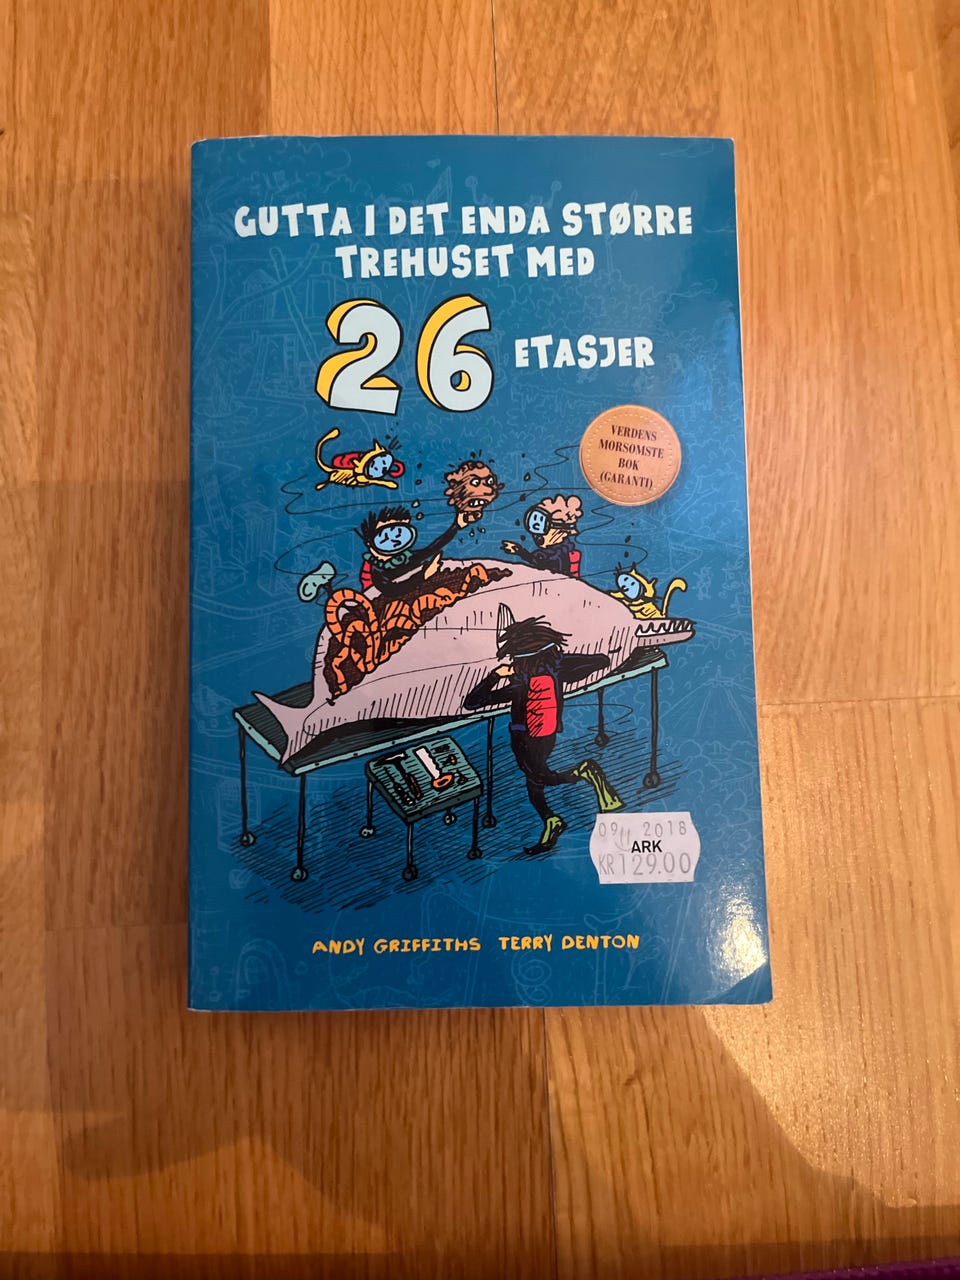 GUTTA I DET ENDA STØRRE
TREHUSET MED
26 ETASJER
VERDENS
MORSOMSTE
BOK
(GARANTI)
09 2018
ARK
KR129.00
ANDY GRIFFITHS TERRY DENTON